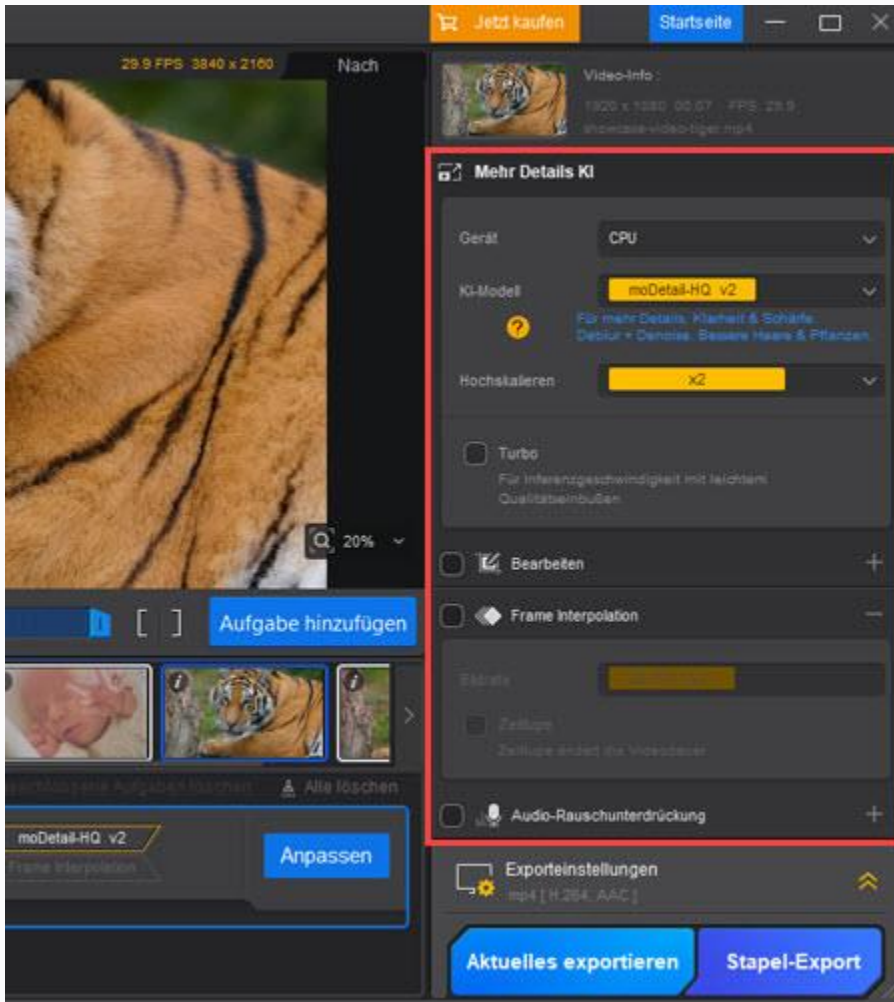 Jetzt kaufen
Startseite
29.9 FPS 3840 x 2160
Nach
Video-Info :
1920 x 1080 00:07 FPS: 29.9
showcase-video-tiger.mp4
Mehr Details KI
Gerät
CPU
KI-Modell
moDetail-HQ v2
Für mehr Details, Klarheit & Schärfe.
Deblur + Denoise. Bessere Haare & Pflanzen.
Hochskalieren
x2
Turbo
Für Inferenzgeschwindigkeit mit leichtem
Qualitätseinbußen
20%
Bearbeiten
Aufgabe hinzufügen
Frame Interpolation
Bildrate
Zeitlupe
Zeitlupe ändert die Videodauer
Aufgaben löschen
Alle löschen
Audio-Rauschunterdrückung
moDetail-HQ v2
Frame Interpolation
Anpassen
Exporteinstellungen
mp4 [ H.264, AAC ]
Aktuelles exportieren
Stapel-Export